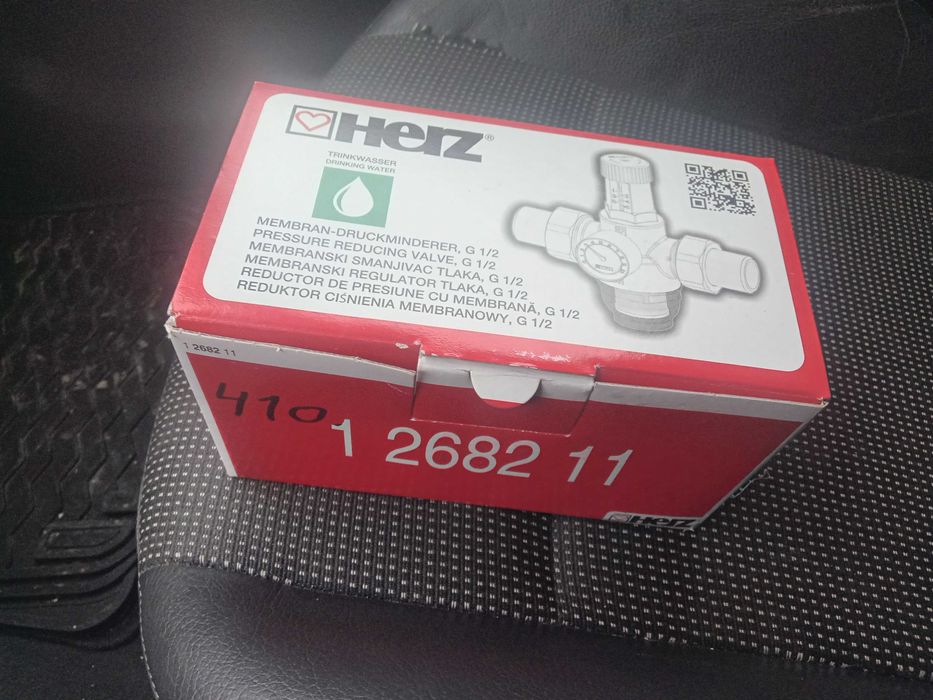 Herz®
TRINKWASSER
DRINKING WATER
MEMBRAN-DRUCKMINDERER, G 1/2
PRESSURE REDUCING VALVE, G 1/2
MEMBRANSKI SMANJIVAC TLAKA, G 1/2
MEMBRANSKI REGULATOR TLAKA, G 1/2
REDUCTOR DE PRESIUNE CU MEMBRANĂ, G 1/2
REDUKTOR CIŚNIENIA MEMBRANOWY, G 1/2
1 2682 11
410
1 2682 11
Herz